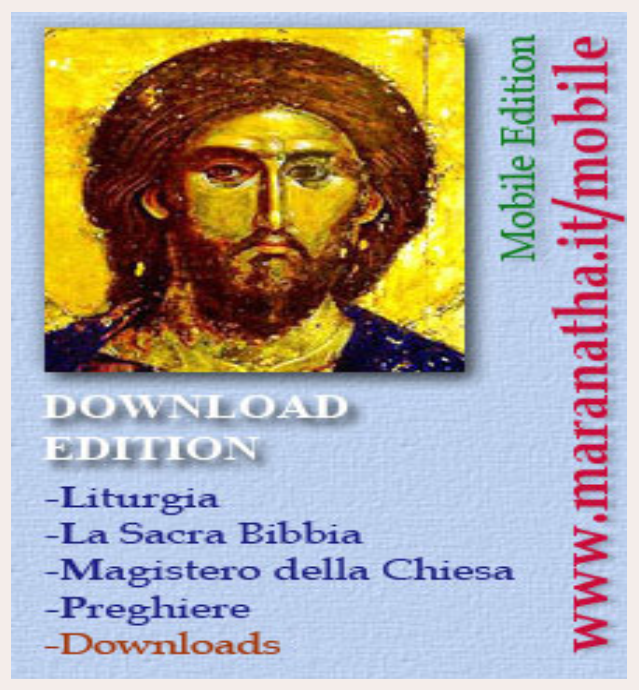 DOWNLOAD
EDITION
-Liturgia
-La Sacra Bibbia
-Magistero della Chiesa
-Preghiere
-Downloads
Mobile Edition
www.maranatha.it/mobile